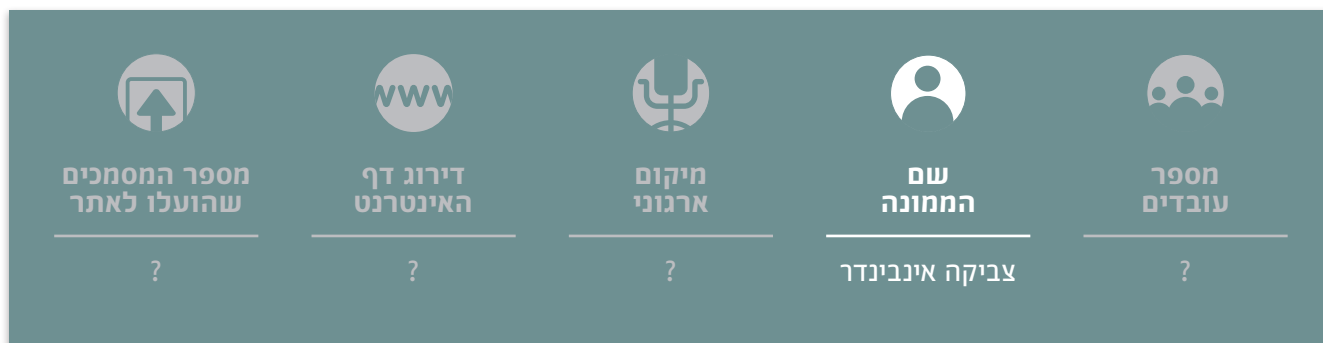 מספר
עובדים
?
שם
הממונה
צביקה אינבינדר
מיקום
ארגוני
?
www
דירוג דף
האינטרנט
?
מספר המסמכים
שהועלו לאתר
?